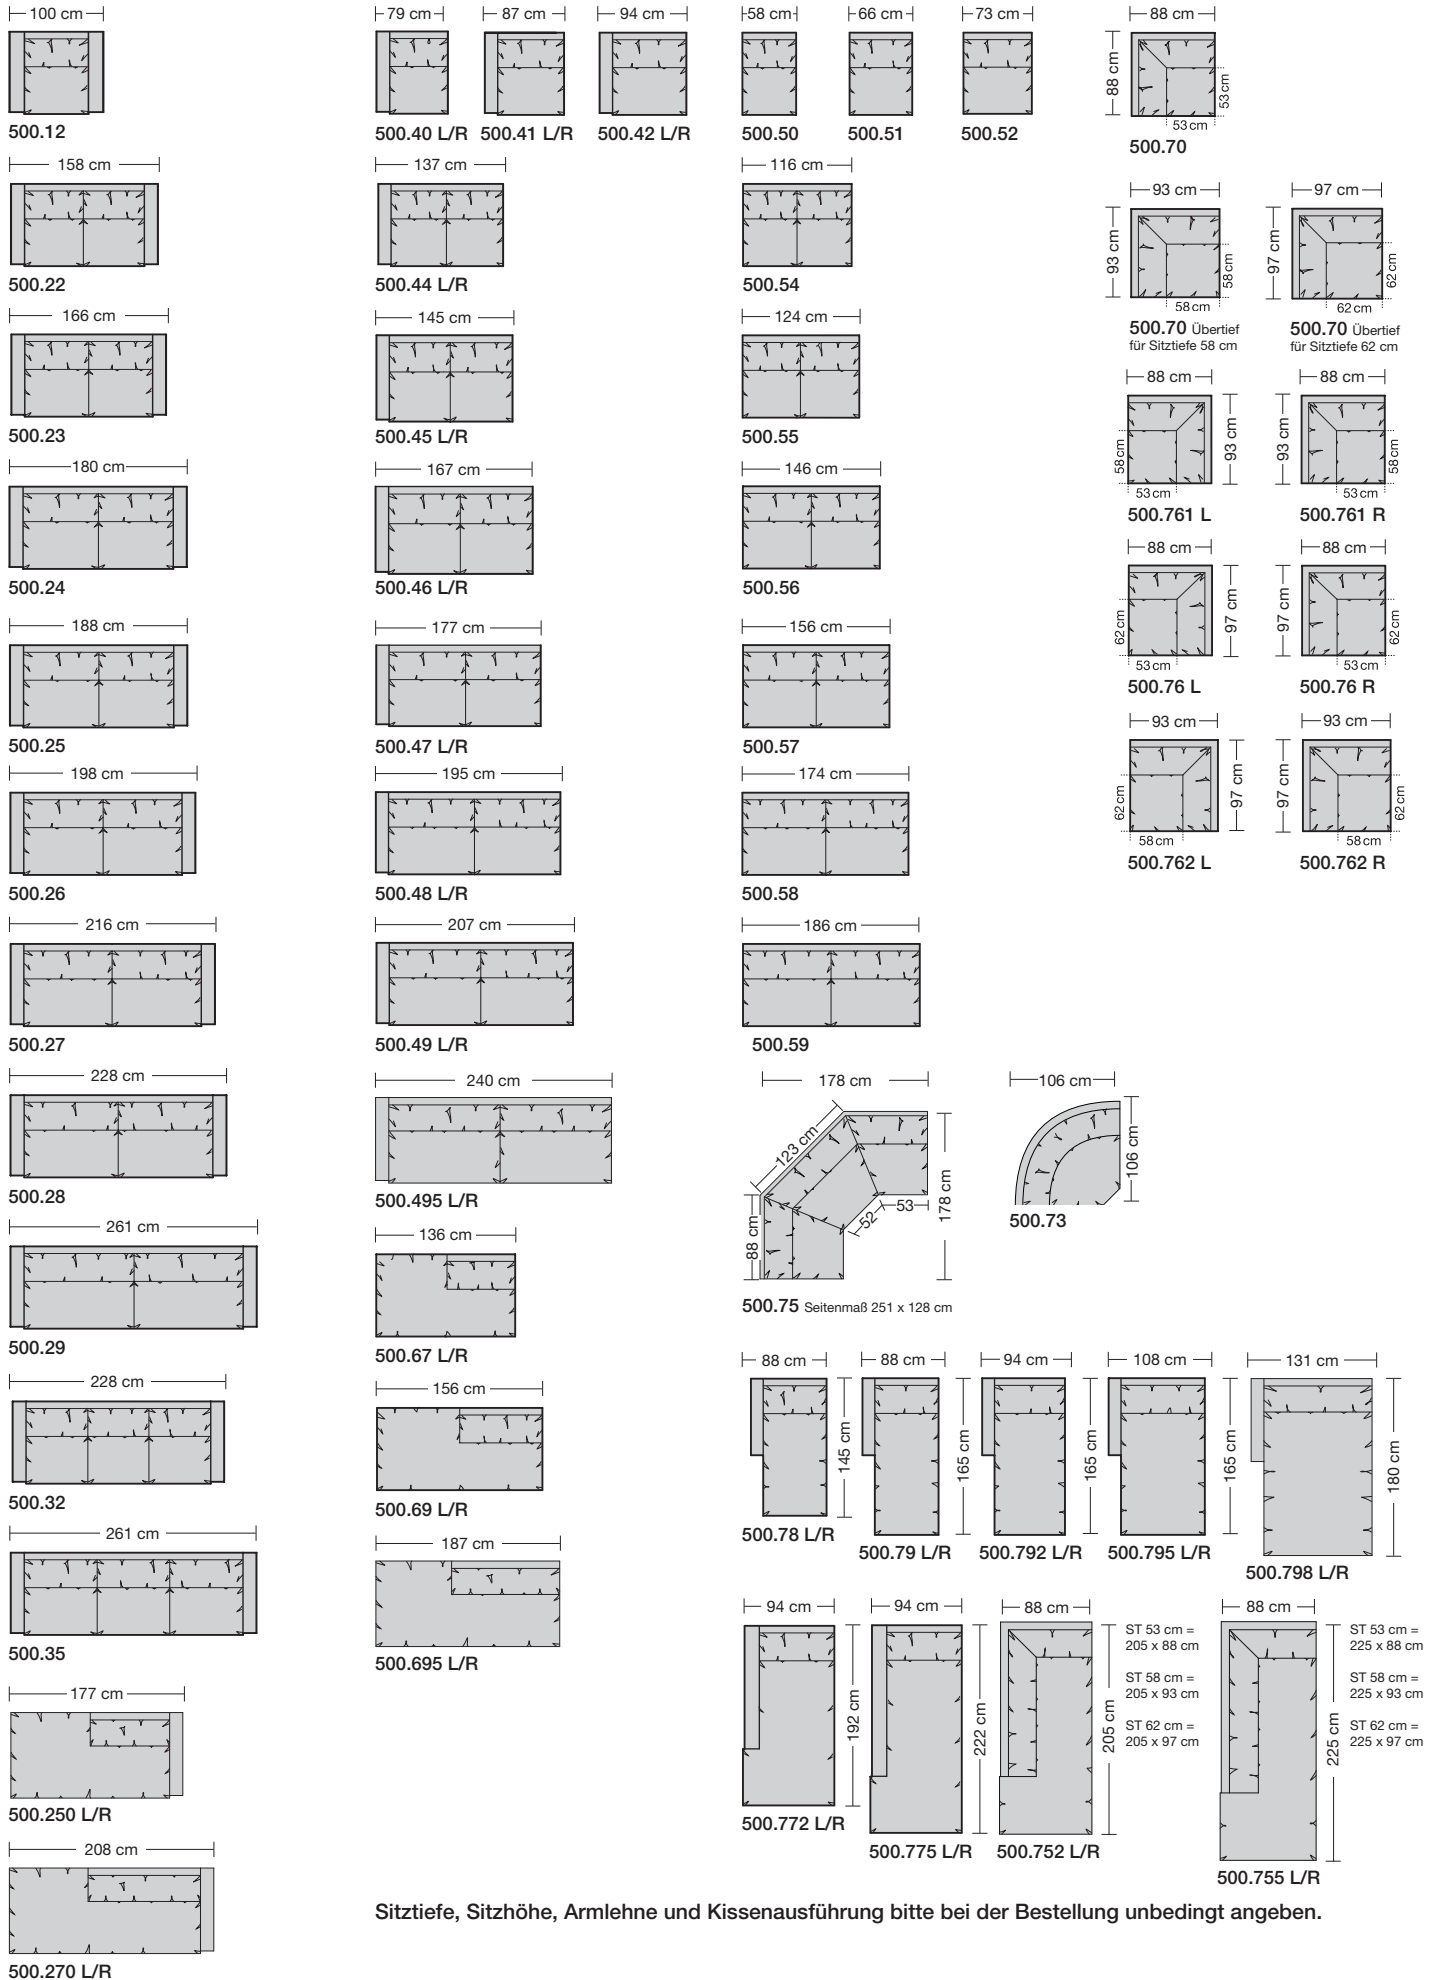 100 cm
500.12
158 cm
500.22
166 cm
500.23
180 cm
500.24
188 cm
500.25
198 cm
500.26
216 cm
500.27
228 cm
500.28
261 cm
500.29
228 cm
500.32
261 cm
500.35
177 cm
500.250 L/R
208 cm
500.270 L/R
79 cm
500.40 L/R
87 cm
500.41 L/R
94 cm
500.42 L/R
137 cm
500.44 L/R
145 cm
500.45 L/R
167 cm
500.46 L/R
177 cm
500.47 L/R
195 cm
500.48 L/R
207 cm
500.49 L/R
240 cm
500.495 L/R
136 cm
500.67 L/R
156 cm
500.69 L/R
187 cm
500.695 L/R
58 cm
500.50
66 cm
500.51
73 cm
500.52
116 cm
500.54
124 cm
500.55
146 cm
500.56
156 cm
500.57
174 cm
500.58
186 cm
500.59
88 cm
88 cm
53 cm
53 cm
500.70
93 cm
93 cm
58 cm
58 cm
500.70 Übertief
für Sitztiefe 58 cm
97 cm
97 cm
62 cm
62 cm
500.70 Übertief
für Sitztiefe 62 cm
88 cm
58 cm
93 cm
53 cm
500.761 L
88 cm
93 cm
58 cm
53 cm
500.761 R
88 cm
62 cm
97 cm
53 cm
500.76 L
88 cm
97 cm
62 cm
53 cm
500.76 R
93 cm
62 cm
97 cm
58 cm
500.762 L
93 cm
97 cm
62 cm
58 cm
500.762 R
178 cm
123 cm
178 cm
88 cm
52
53
500.75 Seitenmaß 251 x 128 cm
106 cm
106 cm
500.73
88 cm
145 cm
500.78 L/R
88 cm
165 cm
500.79 L/R
94 cm
165 cm
500.792 L/R
108 cm
165 cm
500.795 L/R
131 cm
180 cm
500.798 L/R
94 cm
192 cm
500.772 L/R
94 cm
222 cm
500.775 L/R
88 cm
205 cm
500.752 L/R
ST 53 cm =
205 x 88 cm
ST 58 cm =
205 x 93 cm
ST 62 cm =
205 x 97 cm
88 cm
225 cm
500.755 L/R
ST 53 cm =
225 x 88 cm
ST 58 cm =
225 x 93 cm
ST 62 cm =
225 x 97 cm
Sitztiefe, Sitzhöhe, Armlehne und Kissenausführung bitte bei der Bestellung unbedingt angeben.